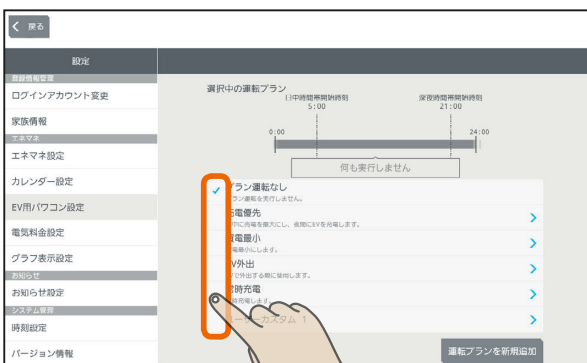 戻る
設定
登録情報管理
ログインアカウント変更
家族情報
エネマネ
エネマネ設定
カレンダー設定
EV用パワコン設定
電気料金設定
グラフ表示設定
お知らせ
お知らせ設定
システム管理
時刻設定
バージョン情報
選択中の運転プラン
日中時間帯開始時刻
5:00
深夜時間帯開始時刻
21:00
0:00
24:00
何も実行しません
プラン運転なし
プラン運転を実行しません。
優先
中に売電を最大にし、夜間にEVを充電します。
電最小
電最小にします。
V外出
Vで外出する際に使用します。
時充電
時充電します。
ユーザーカスタム 1
運転プランを新規追加